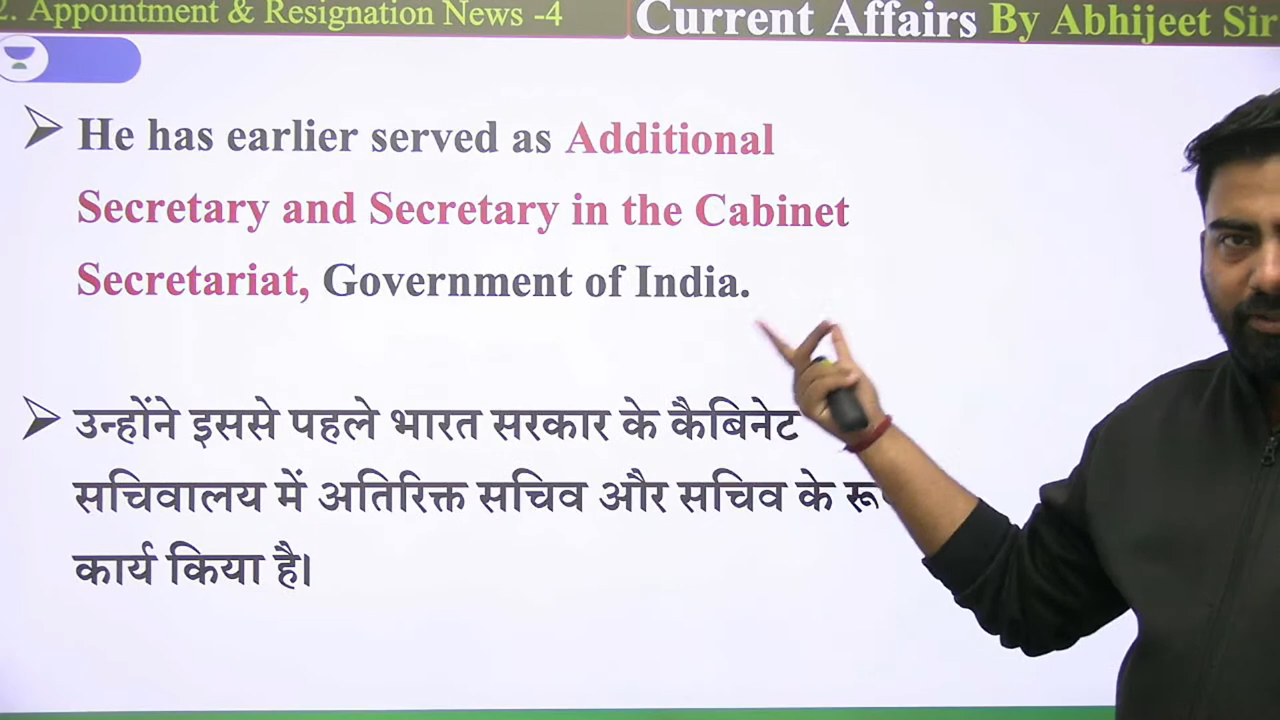 2. Appointment & Resignation News -4
Current Affairs By Abhijeet Sir
He has earlier served as Additional
Secretary and Secretary in the Cabinet
Secretariat, Government of India.
उन्होंने इससे पहले भारत सरकार के कैबिनेट
सचिवालय में अतिरिक्त सचिव और सचिव के
कार्य किया है।